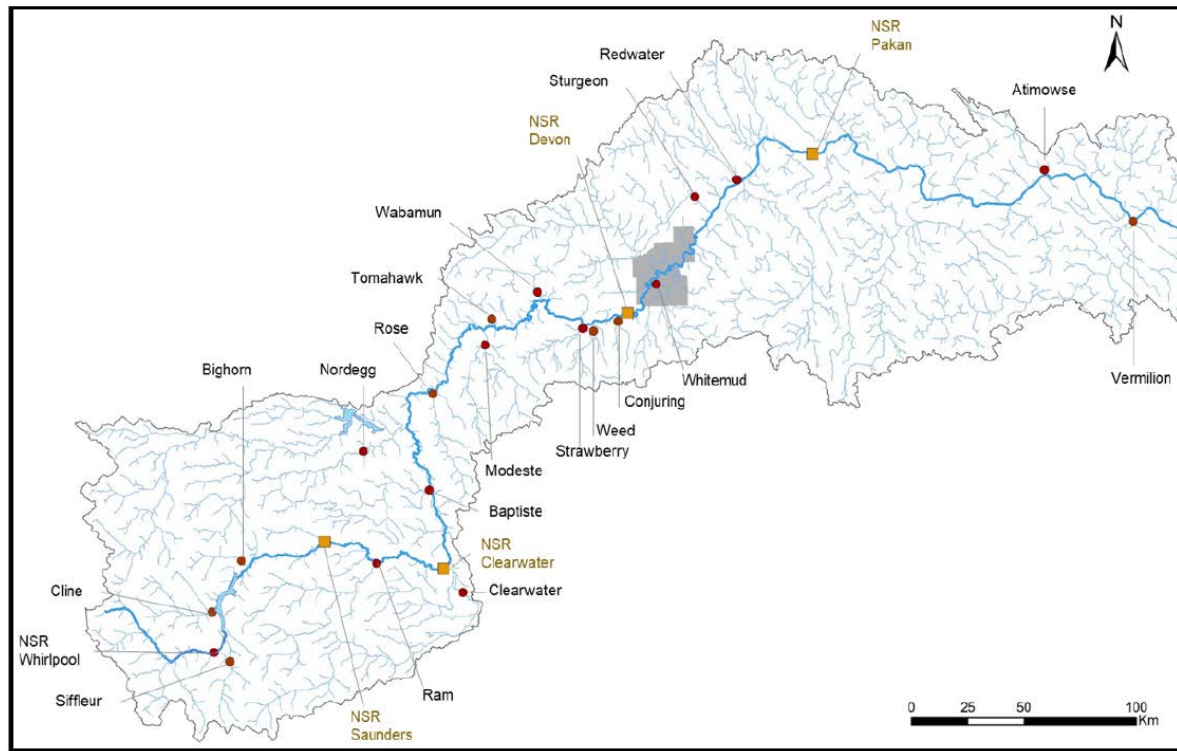 N
NSR
Pakan
Redwater
Sturgeon
Atimowse
NSR
Devon
Wabamun
Tomahawk
Rose
Bighorn
Nordegg
Whitemud
Vermilion
Conjuring
Weed
Strawberry
Modeste
Baptiste
NSR
Clearwater
Clearwater
Cline
NSR
Whirlpool
Siffleur
Ram
NSR
Saunders
0 25 50 100
Km